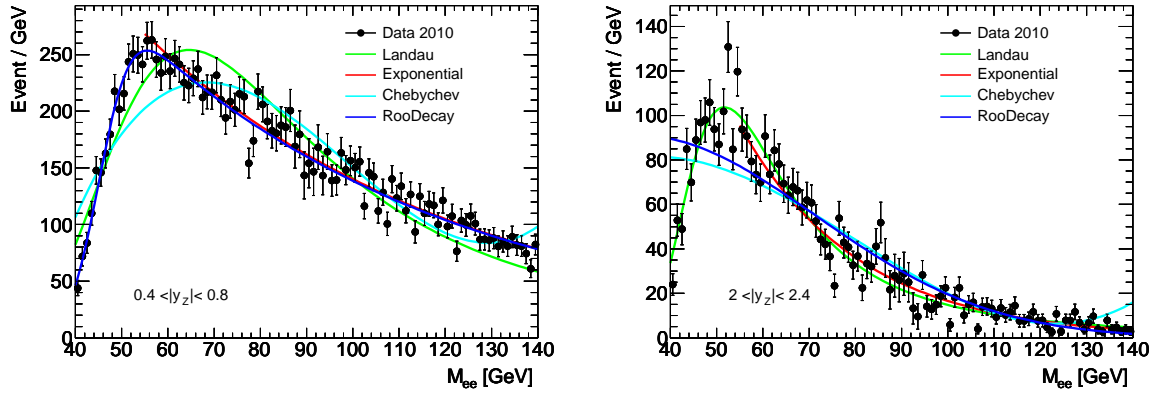 Event / GeV
250
200
150
100
50
0
Data 2010
Landau
Exponential
Chebychev
RooDecay
0.4 <|y_Z|< 0.8
40 50 60 70 80 90 100 110 120 130 140
M_ee [GeV]
Event / GeV
140
120
100
80
60
40
20
0
Data 2010
Landau
Exponential
Chebychev
RooDecay
2 <|y_Z|< 2.4
40 50 60 70 80 90 100 110 120 130 140
M_ee [GeV]